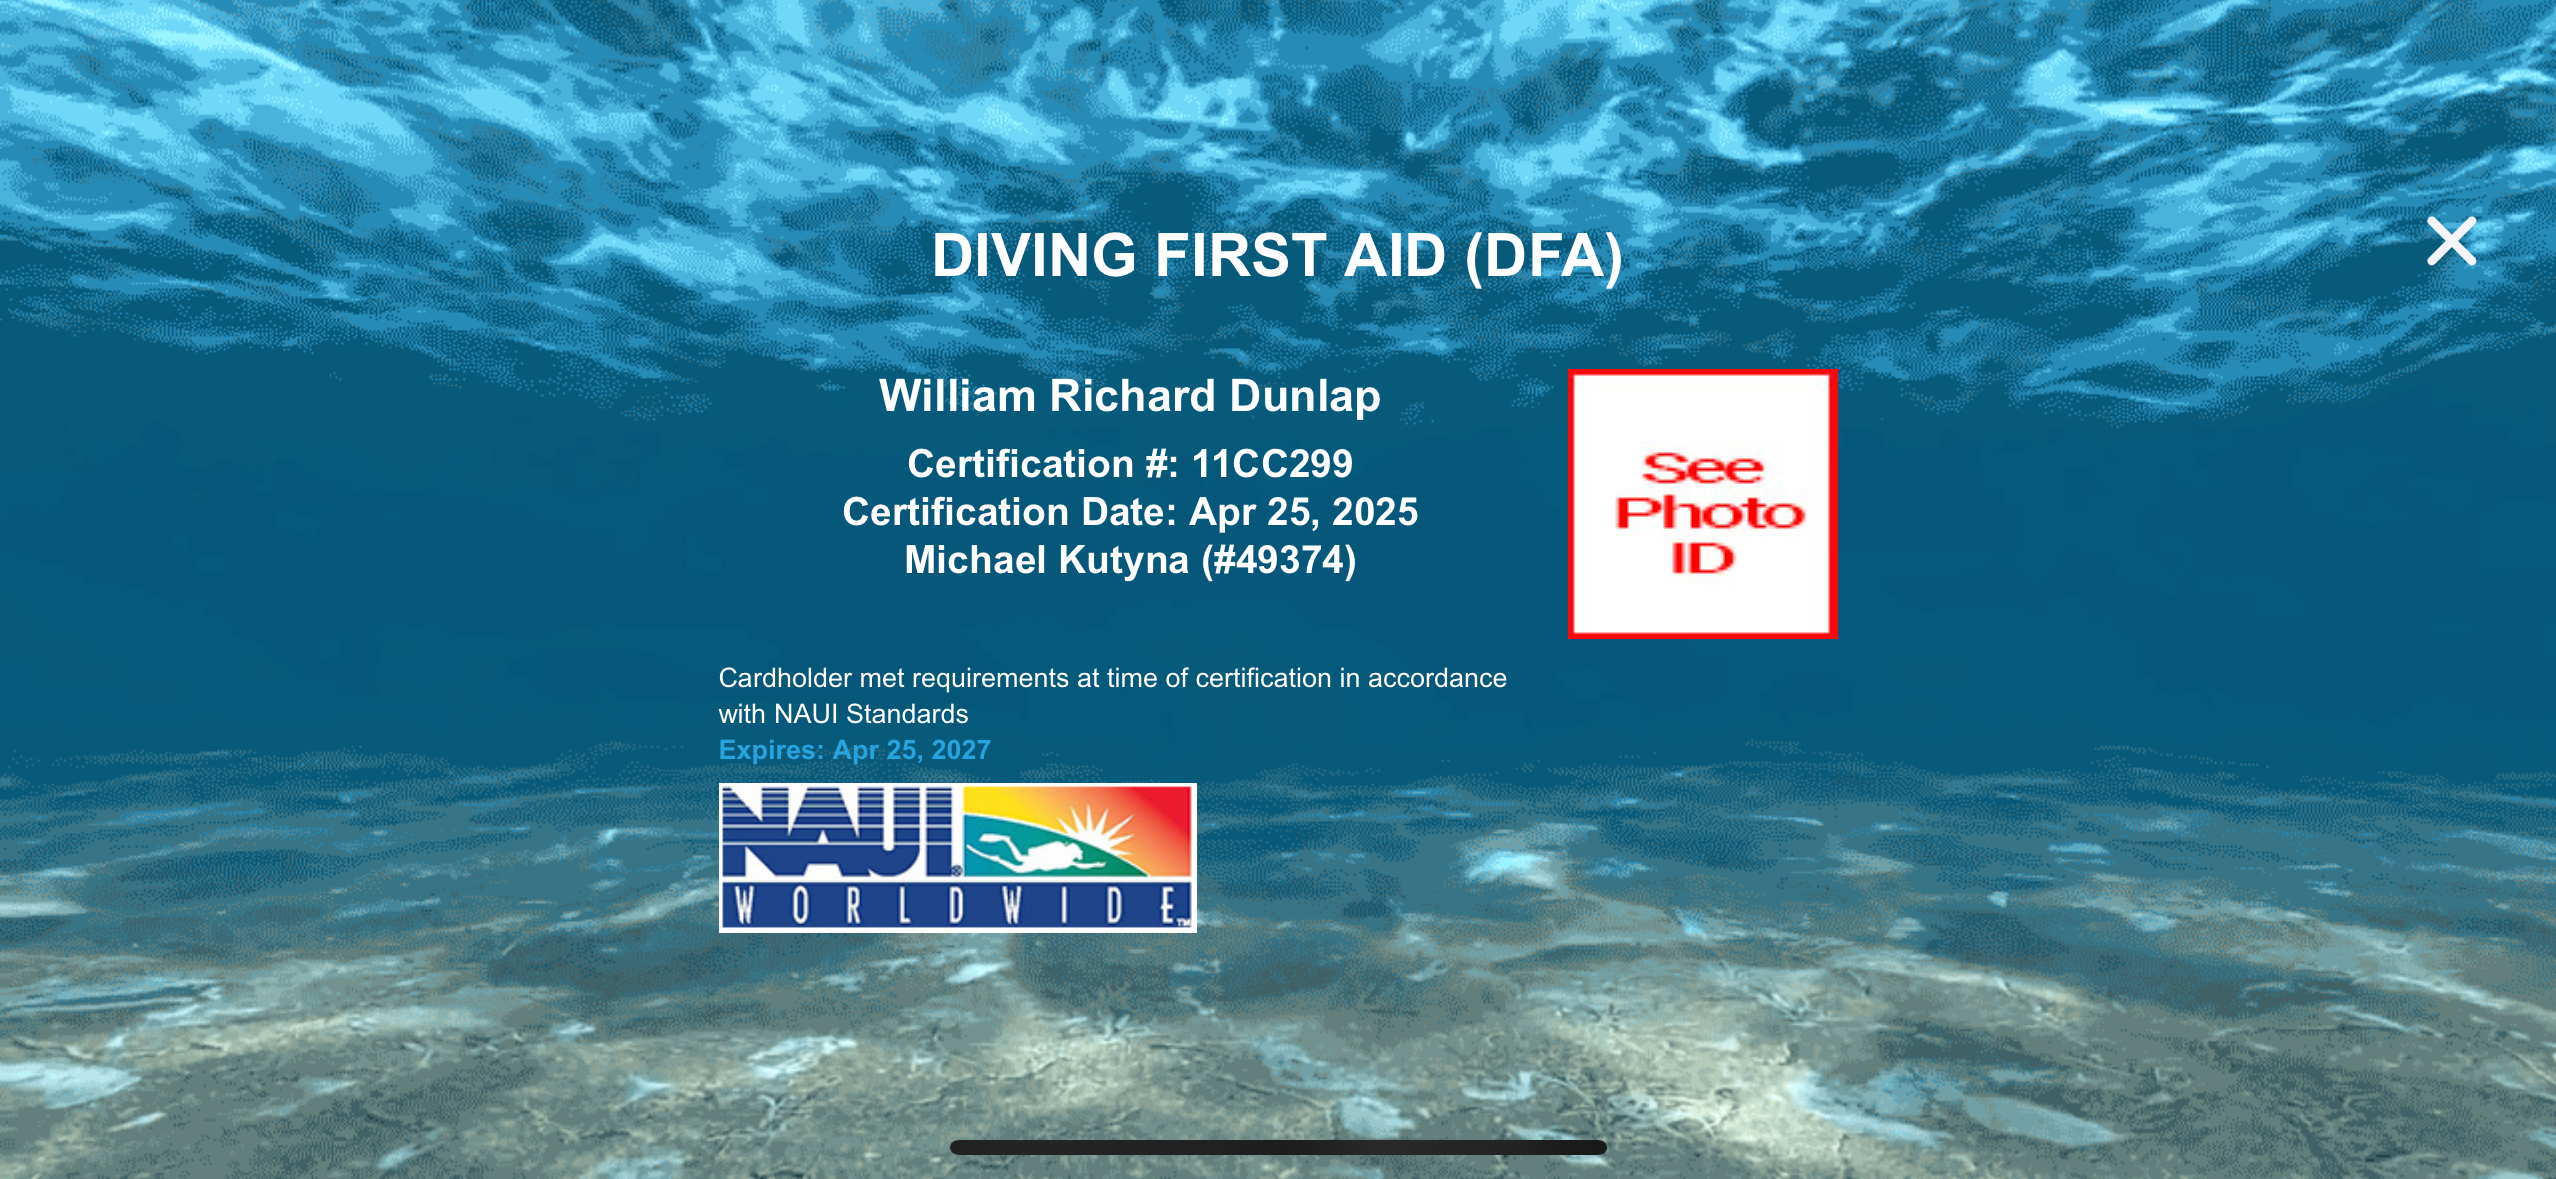 DIVING FIRST AID (DFA)
William Richard Dunlap
Certification #: 11CC299
Certification Date: Apr 25, 2025
Michael Kutyna (#49374)
See
Photo
ID
Cardholder met requirements at time of certification in accordance
with NAUI Standards
Expires: Apr 25, 2027
NAUI®
WORLDWIDE™